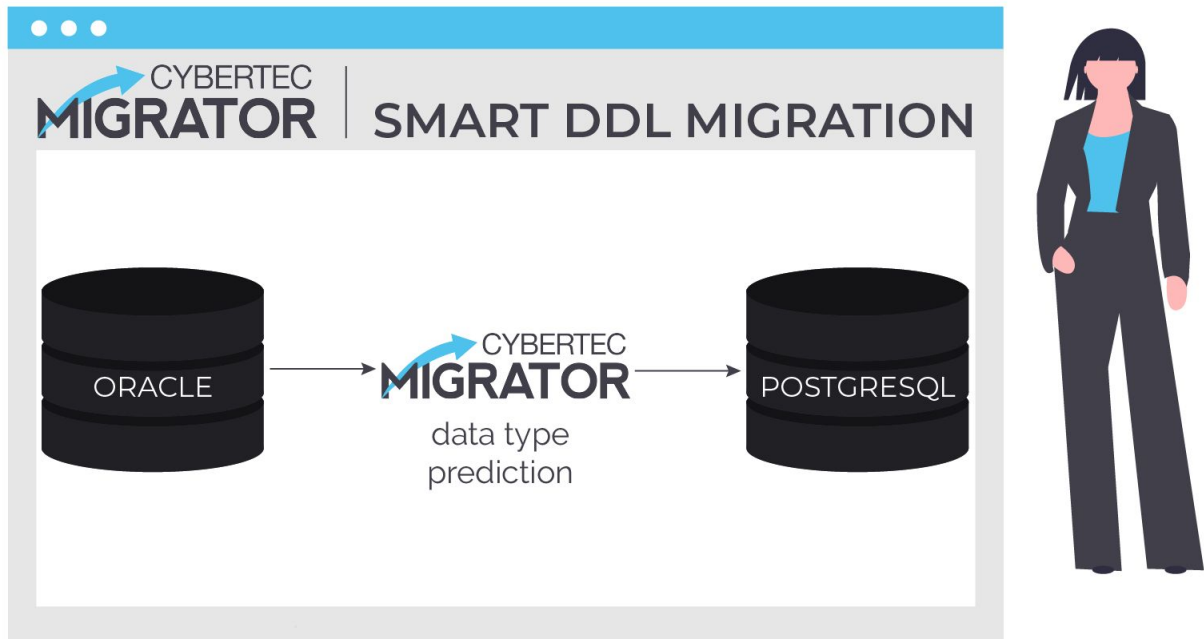 CYBERTEC
MIGRATOR
SMART DDL MIGRATION
ORACLE
CYBERTEC
MIGRATOR
data type
prediction
POSTGRESQL